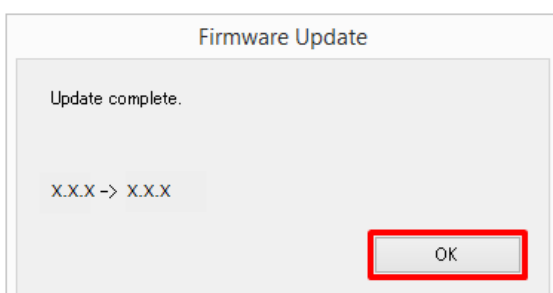 Firmware Update
Update complete.
X.X.X -> X.X.X
OK